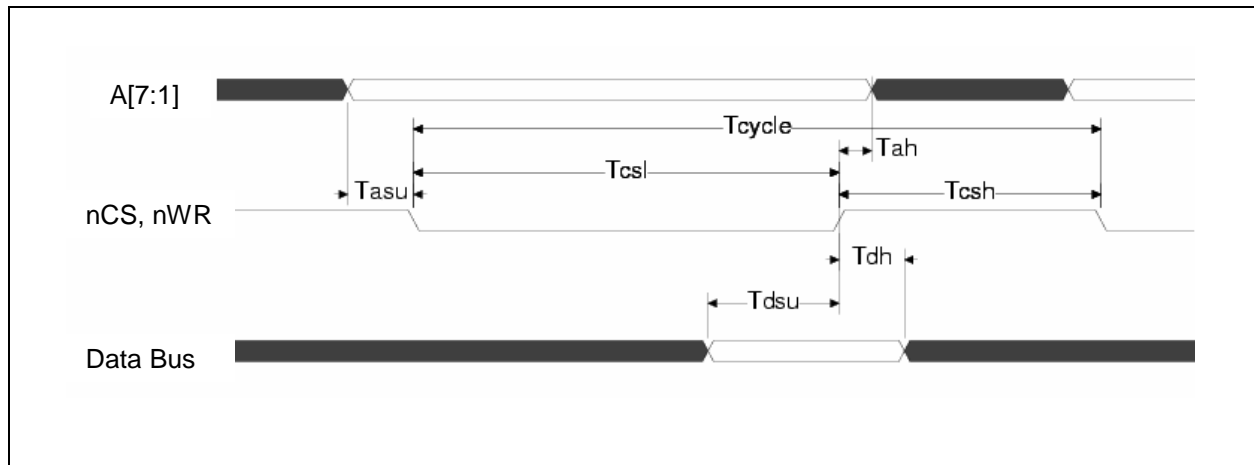 A[7:1]
Tcycle
Tah
Tcsl
Tasu
Tcsh
nCS, nWR
Tdh
Tdsu
Data Bus